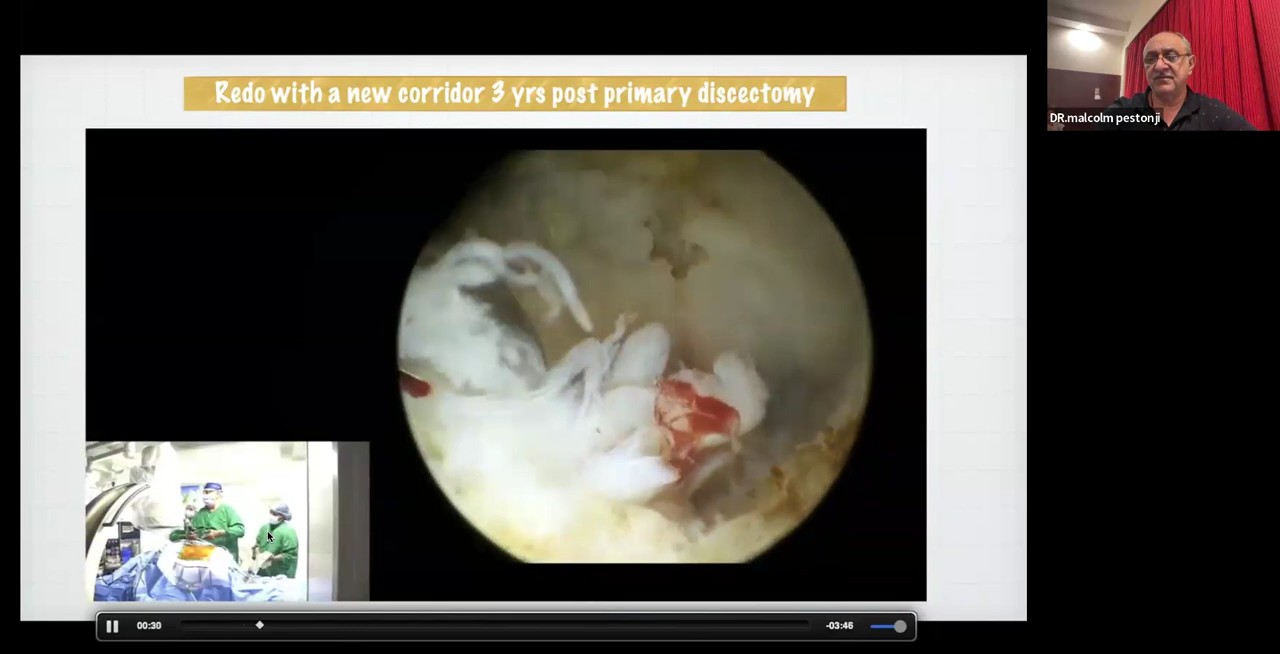 Redo with a new corridor 3 yrs post primary discectomy
DR.malcolm pestonji
00:30
-03:46